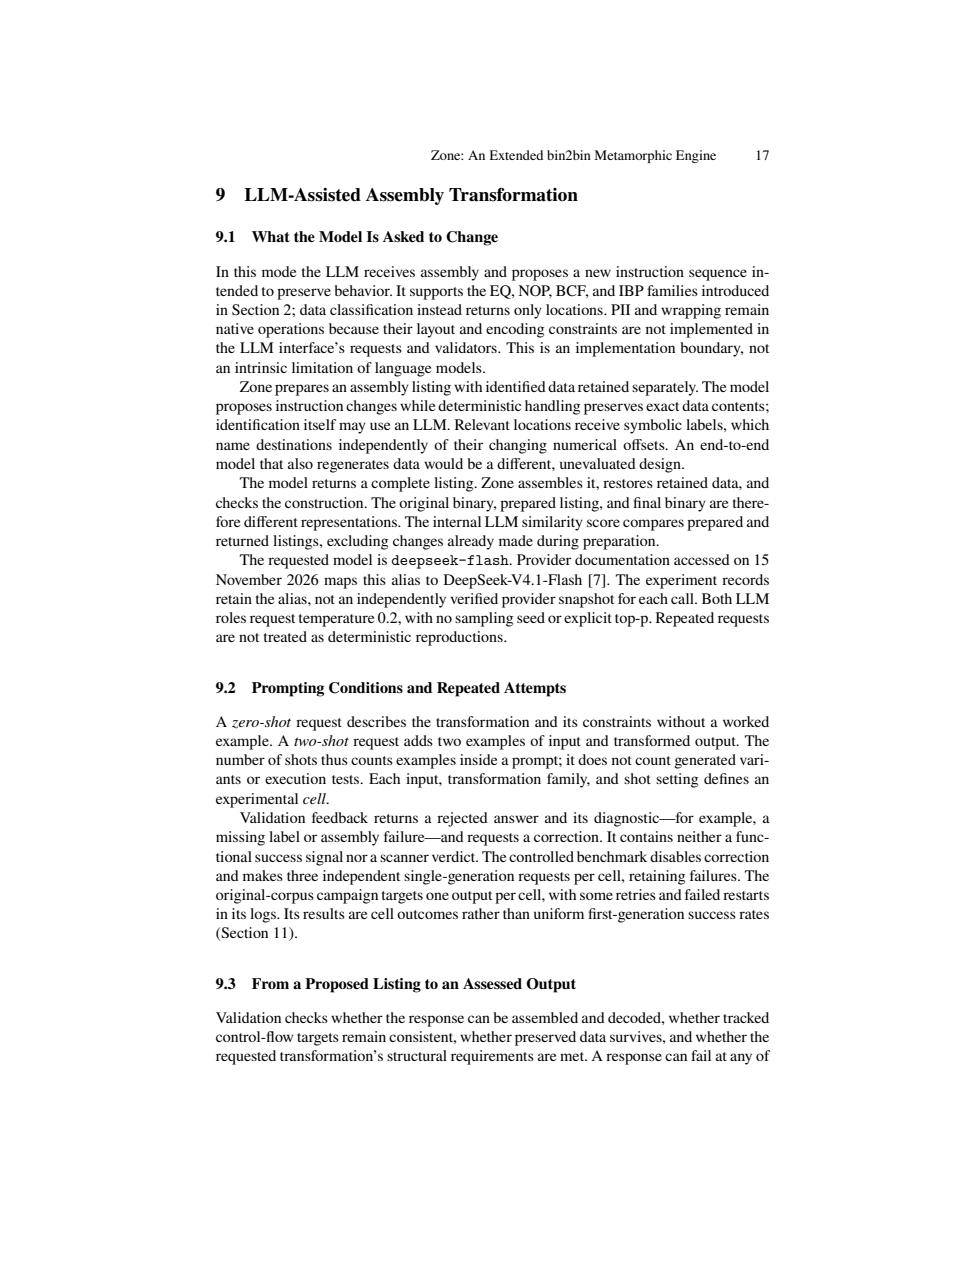 Zone: An Extended bin2bin Metamorphic Engine 17
9 LLM-Assisted Assembly Transformation
9.1 What the Model Is Asked to Change
In this mode the LLM receives assembly and proposes a new instruction sequence in-
tended to preserve behavior. It supports the EQ, NOP, BCF, and IBP families introduced
in Section 2; data classification instead returns only locations. PII and wrapping remain
native operations because their layout and encoding constraints are not implemented in
the LLM interface’s requests and validators. This is an implementation boundary, not
an intrinsic limitation of language models.
Zone prepares an assembly listing with identified data retained separately. The model
proposes instruction changes while deterministic handling preserves exact data contents;
identification itself may use an LLM. Relevant locations receive symbolic labels, which
name destinations independently of their changing numerical offsets. An end-to-end
model that also regenerates data would be a different, unevaluated design.
The model returns a complete listing. Zone assembles it, restores retained data, and
checks the construction. The original binary, prepared listing, and final binary are there-
fore different representations. The internal LLM similarity score compares prepared and
returned listings, excluding changes already made during preparation.
The requested model is deepseek-flash. Provider documentation accessed on 15
November 2026 maps this alias to DeepSeek-V4.1-Flash [7]. The experiment records
retain the alias, not an independently verified provider snapshot for each call. Both LLM
roles request temperature 0.2, with no sampling seed or explicit top-p. Repeated requests
are not treated as deterministic reproductions.
9.2 Prompting Conditions and Repeated Attempts
A zero-shot request describes the transformation and its constraints without a worked
example. A two-shot request adds two examples of input and transformed output. The
number of shots thus counts examples inside a prompt; it does not count generated vari-
ants or execution tests. Each input, transformation family, and shot setting defines an
experimental cell.
Validation feedback returns a rejected answer and its diagnostic—for example, a
missing label or assembly failure—and requests a correction. It contains neither a func-
tional success signal nor a scanner verdict. The controlled benchmark disables correction
and makes three independent single-generation requests per cell, retaining failures. The
original-corpus campaign targets one output per cell, with some retries and failed restarts
in its logs. Its results are cell outcomes rather than uniform first-generation success rates
(Section 11).
9.3 From a Proposed Listing to an Assessed Output
Validation checks whether the response can be assembled and decoded, whether tracked
control-flow targets remain consistent, whether preserved data survives, and whether the
requested transformation’s structural requirements are met. A response can fail at any of